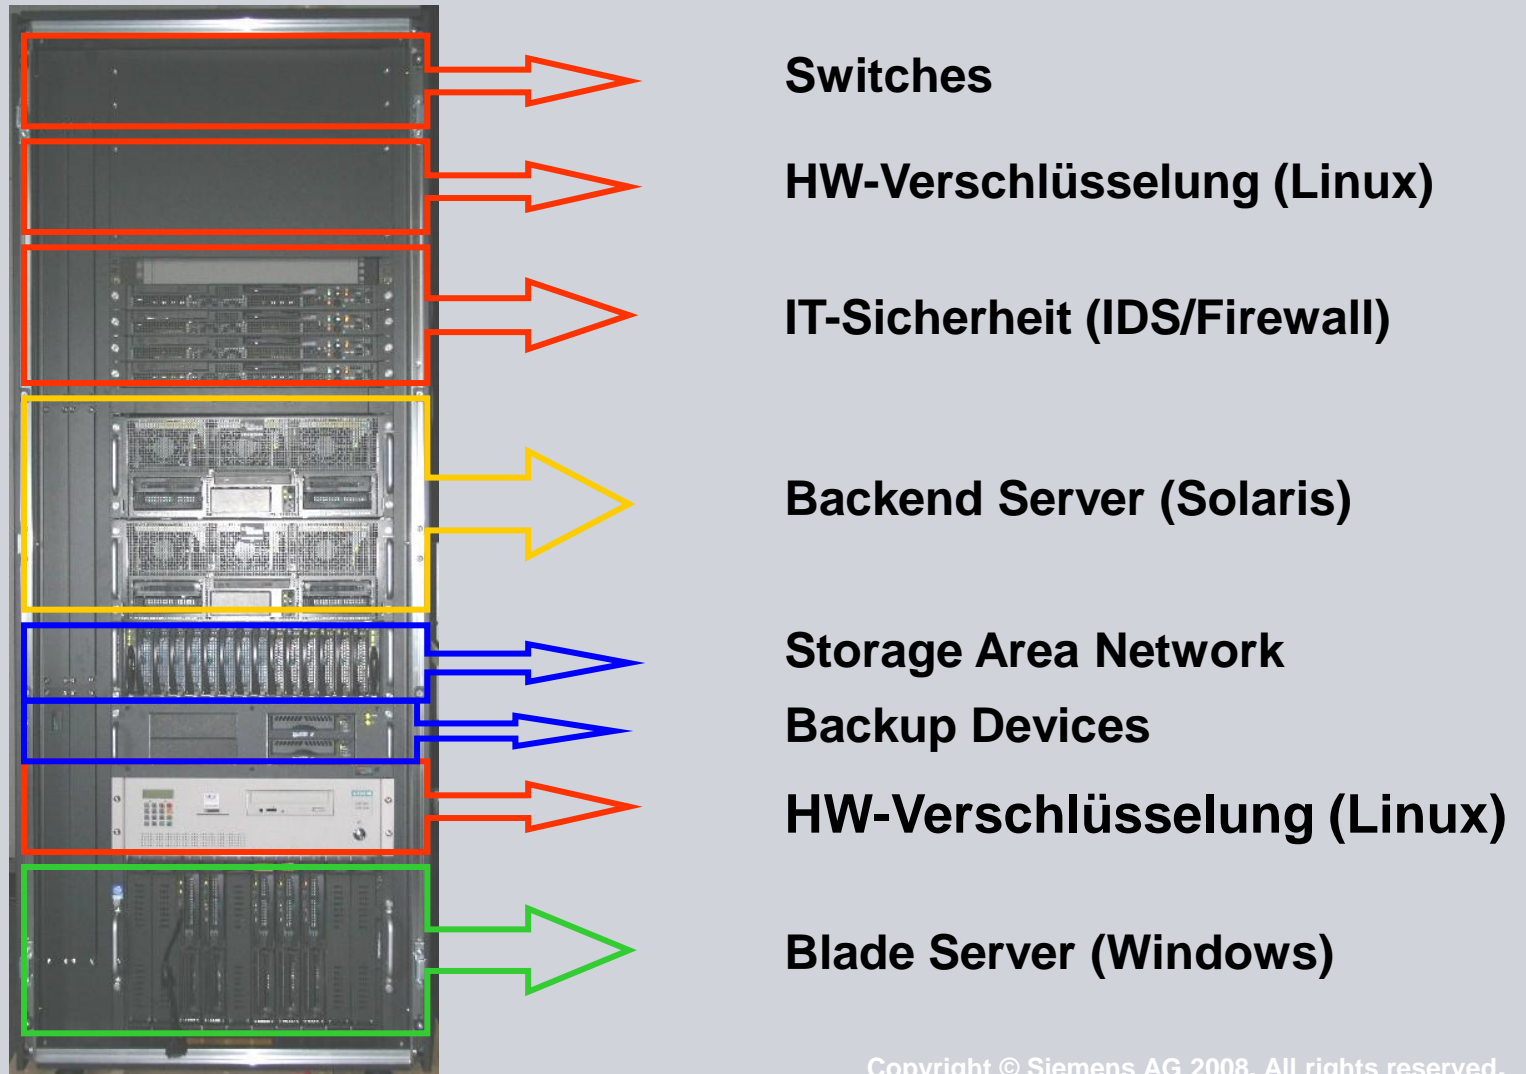 Switches
HW-Verschlüsselung (Linux)
IT-Sicherheit (IDS/Firewall)
Backend Server (Solaris)
Storage Area Network
Backup Devices
HW-Verschlüsselung (Linux)
Blade Server (Windows)
Copyright © Siemens AG 2008. All rights reserved.